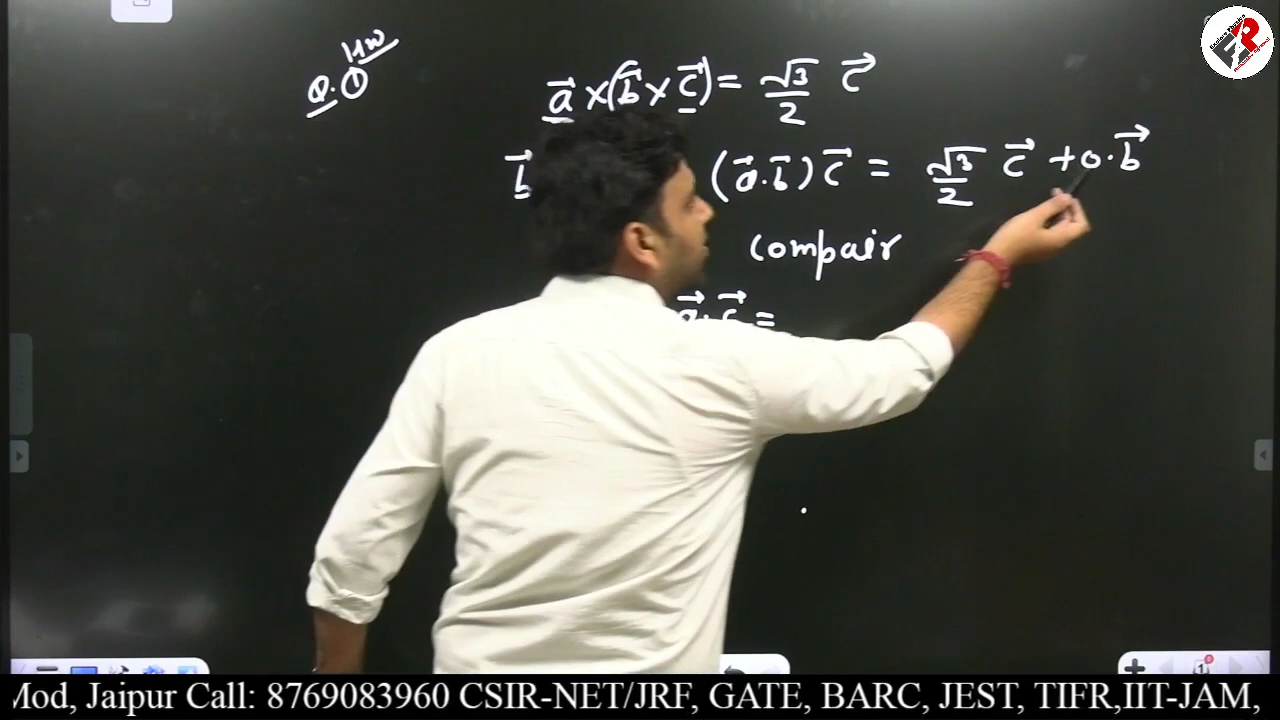 HW
Q.①
a⃗ × (b⃗ × c⃗) = √3/2 c⃗
b⃗ (a⃗.b⃗) c⃗ = √3/2 c⃗ + 0.b⃗
Compair
a⃗.c⃗ =
Mod, Jaipur Call: 8769083960 CSIR-NET/JRF, GATE, BARC, JEST, TIFR,IIT-JAM,